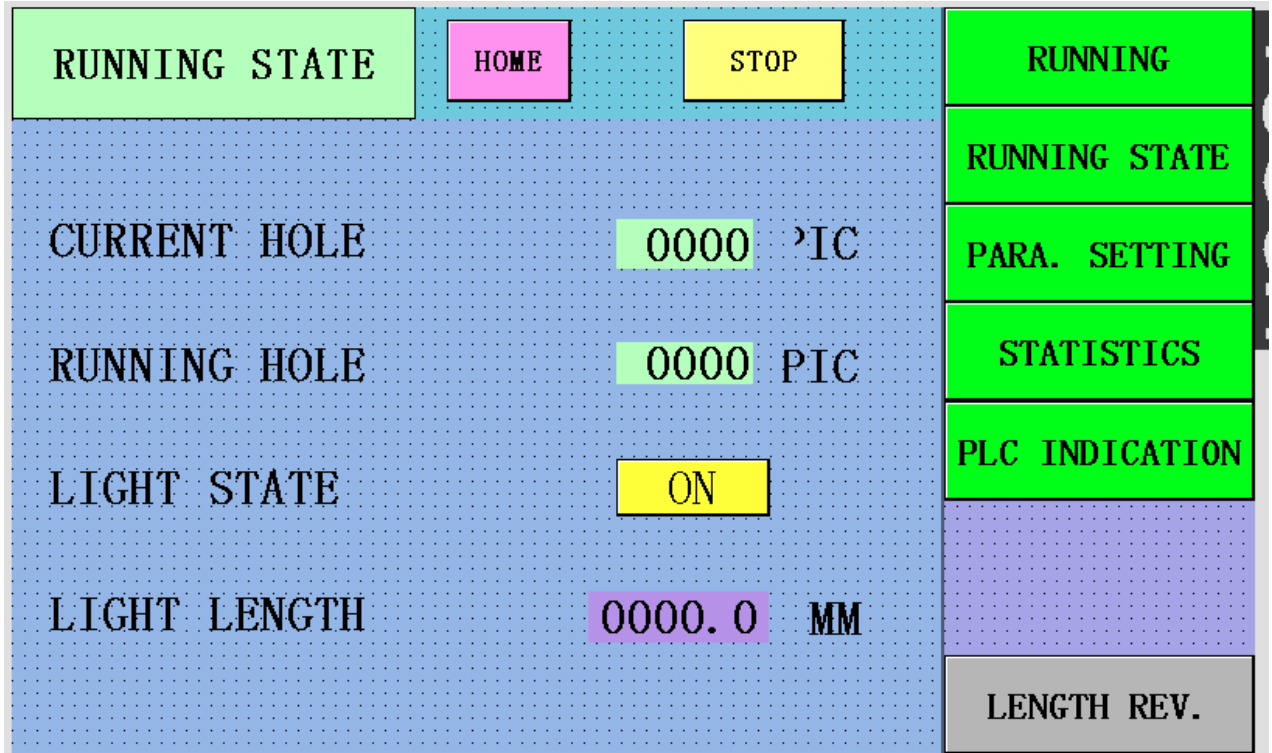 RUNNING STATE HOME STOP
CURRENT HOLE 0000 PIC
RUNNING HOLE 0000 PIC
LIGHT STATE ON
LIGHT LENGTH 0000.0 MM
RUNNING
RUNNING STATE
PARA. SETTING
STATISTICS
PLC INDICATION
LENGTH REV.